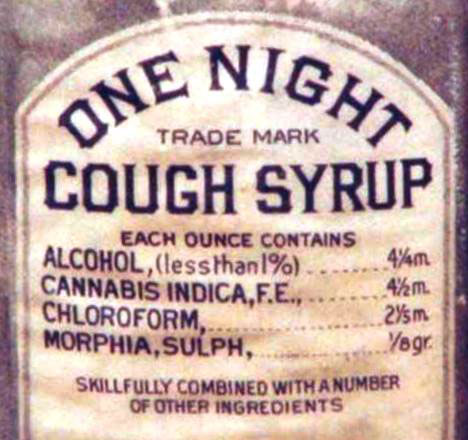 ONE NIGHT
TRADE MARK
COUGH SYRUP
EACH OUNCE CONTAINS
ALCOHOL, (less than 1%) ........ 4¼m.
CANNABIS INDICA, F.E., ........ 4½m.
CHLOROFORM, ........ 2⅕m.
MORPHIA, SULPH, ........ ⅛gr.
SKILLFULLY COMBINED WITH A NUMBER
OF OTHER INGREDIENTS